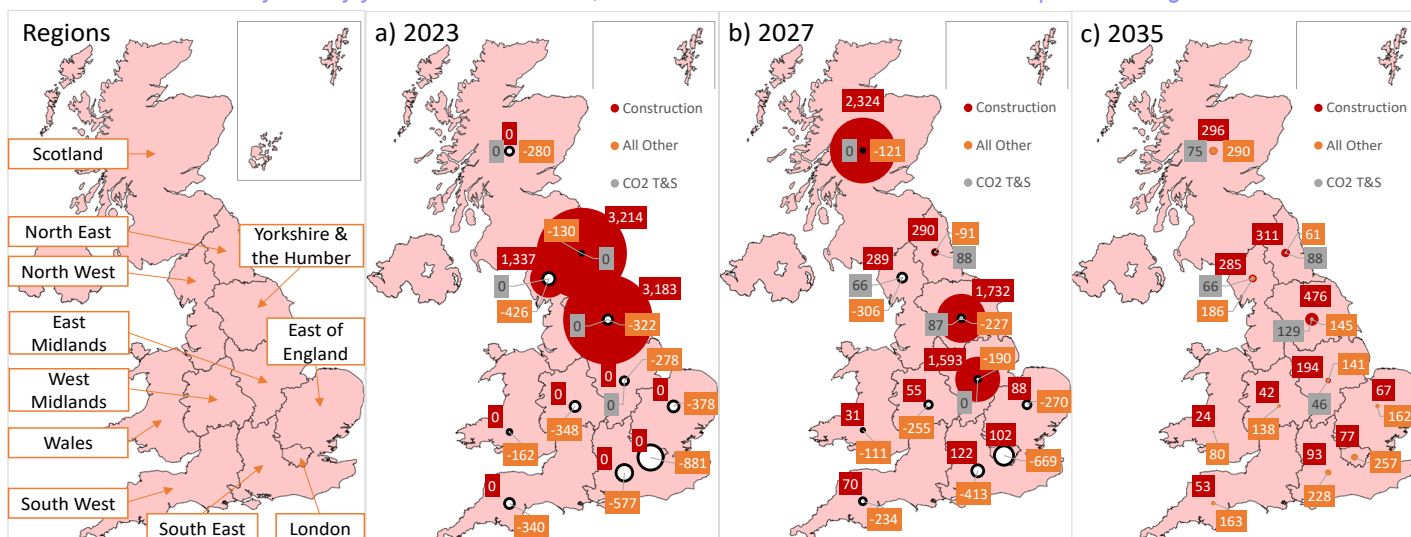 Regions
Scotland
North East
Yorkshire &
the Humber
North West
East
Midlands
East of
England
West
Midlands
Wales
South West
South East
London
a) 2023
Construction
All Other
CO2 T&S
0
0
-280
3,214
-130
0
1,337
0
-426
3,183
0
-322
-278
0
0
0
-378
0
-348
0
-162
0
-881
0
-577
0
-340
b) 2027
Construction
All Other
CO2 T&S
2,324
0
-121
290
-91
88
289
66
-306
1,732
87
-227
1,593
-190
0
88
-270
55
-255
31
-111
102
-669
122
-413
70
-234
c) 2035
Construction
All Other
CO2 T&S
296
75
290
311
61
88
285
66
186
476
129
145
194
141
46
67
162
42
138
24
80
77
257
93
228
53
163